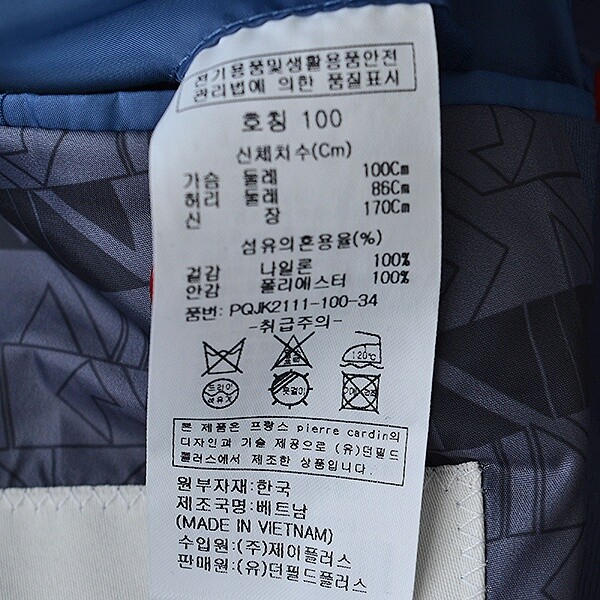 전기용품및생활용품안전
관리법에 의한 품질표시
호칭 100
신체치수(Cm)
가슴 둘레 100Cm
허리 둘레 86Cm
신 장 170Cm
섬유의혼용율(%)
겉감 나일론 100%
안감 폴리에스터 100%
품번: PQJK2111-100-34
-취급주의-
120℃
드라이
옷걸이
본 제품은 프랑스 pierre cardin의
디자인과 기술 제공으로 (유)던필드
플러스에서 제조한 상품입니다.
원부자재:한국
제조국명:베트남
(MADE IN VIETNAM)
수입원:(주)제이플러스
판매원:(유)던필드플러스